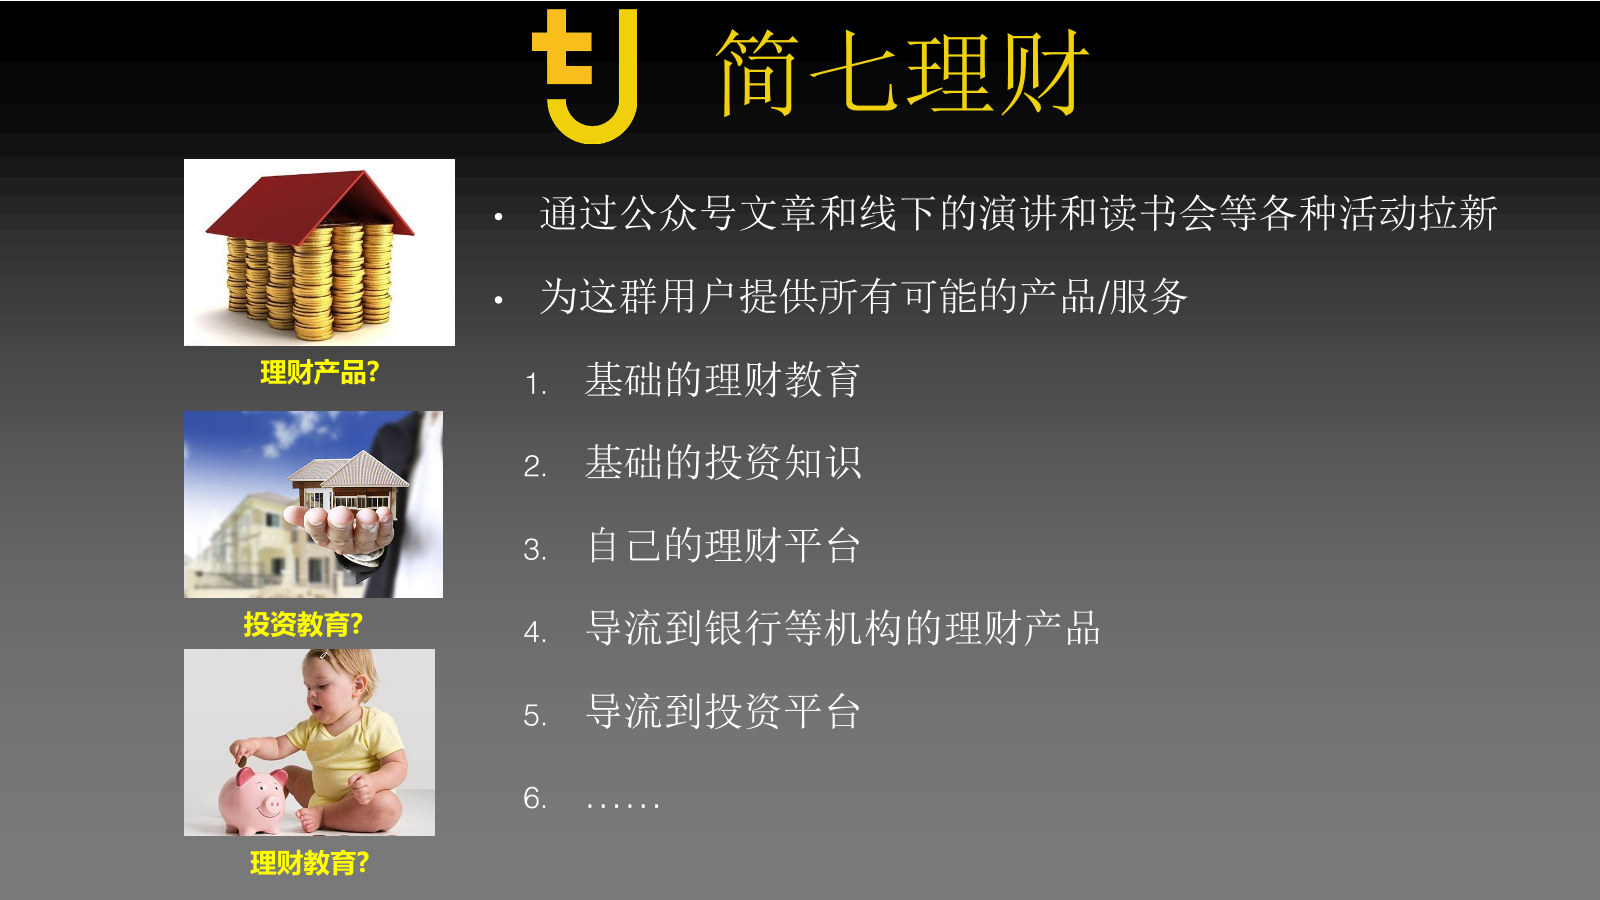 简七理财
理财产品?
投资教育?
理财教育?
• 通过公众号文章和线下的演讲和读书会等各种活动拉新
• 为这群用户提供所有可能的产品/服务
1. 基础的理财教育
2. 基础的投资知识
3. 自己的理财平台
4. 导流到银行等机构的理财产品
5. 导流到投资平台
6. ……